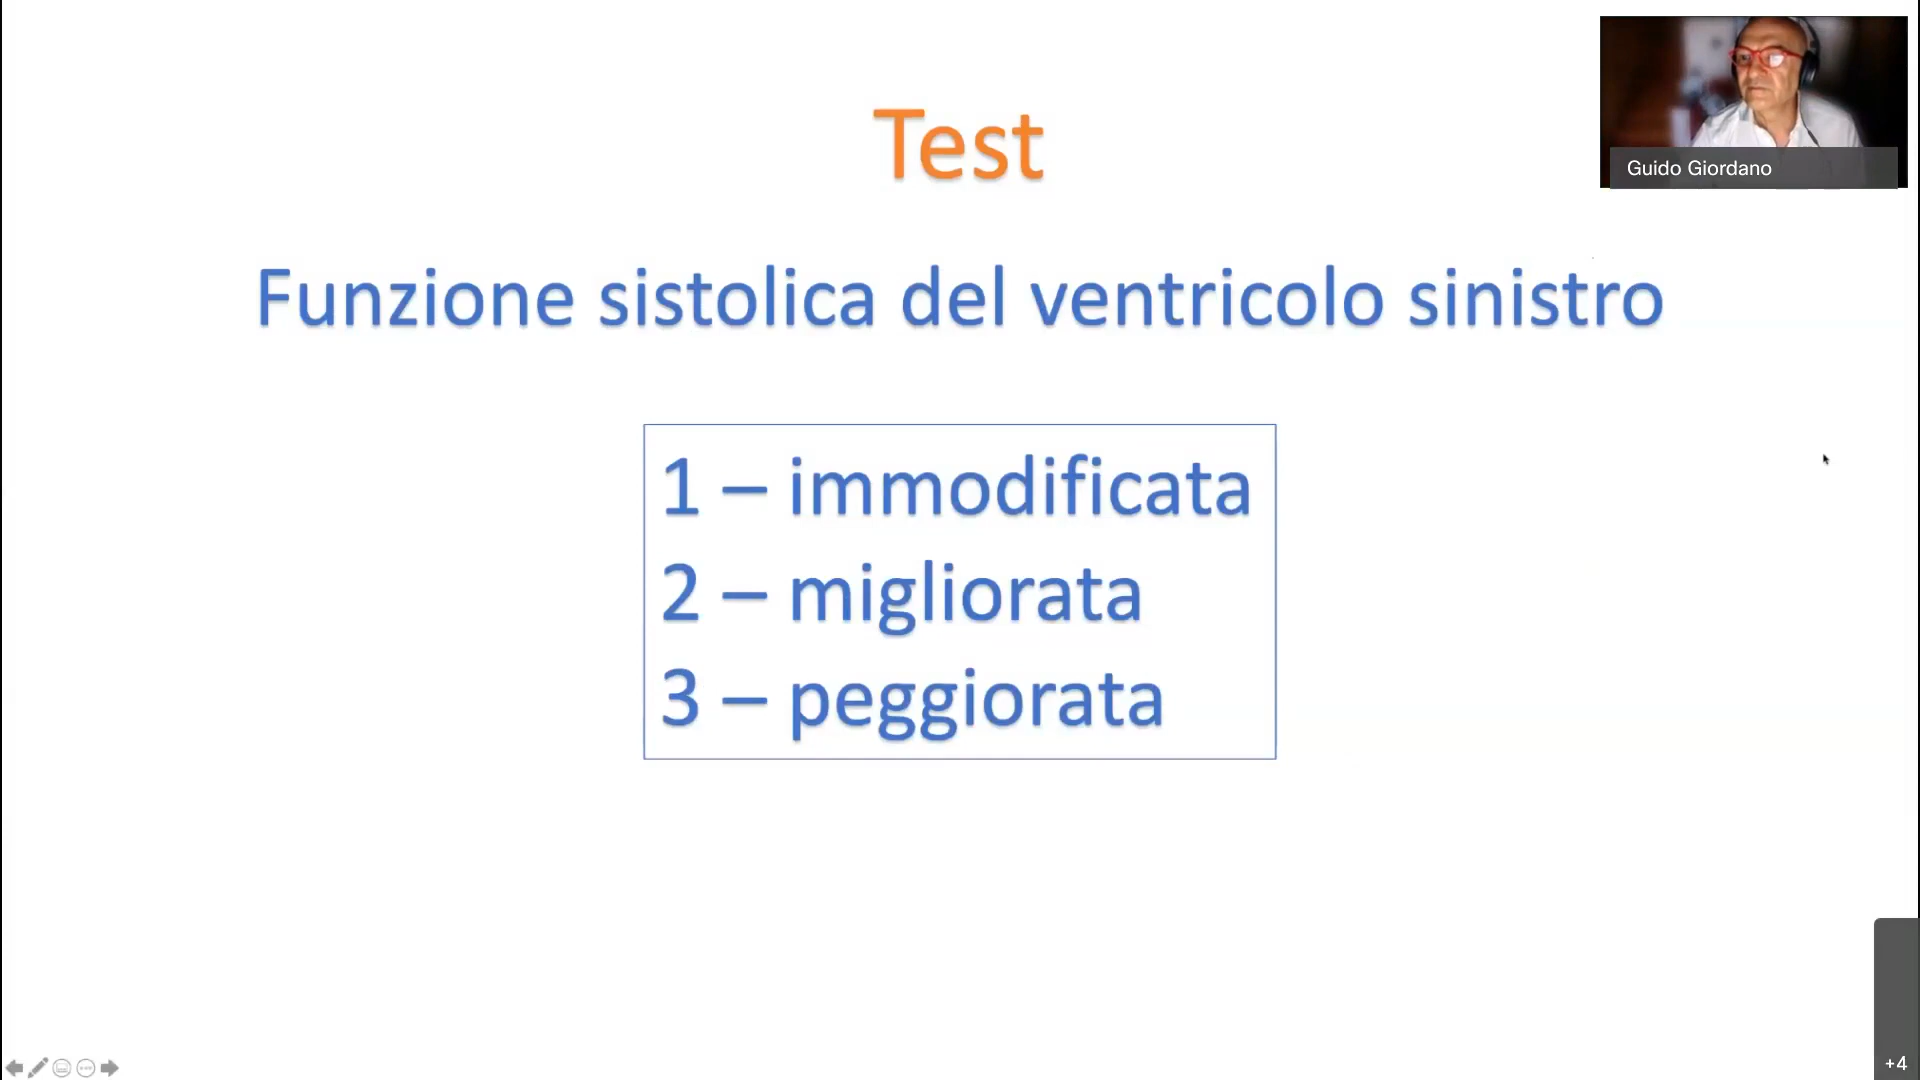 Test
Guido Giordano
Funzione sistolica del ventricolo sinistro
1 – immodificata
2 – migliorata
3 – peggiorata
+4